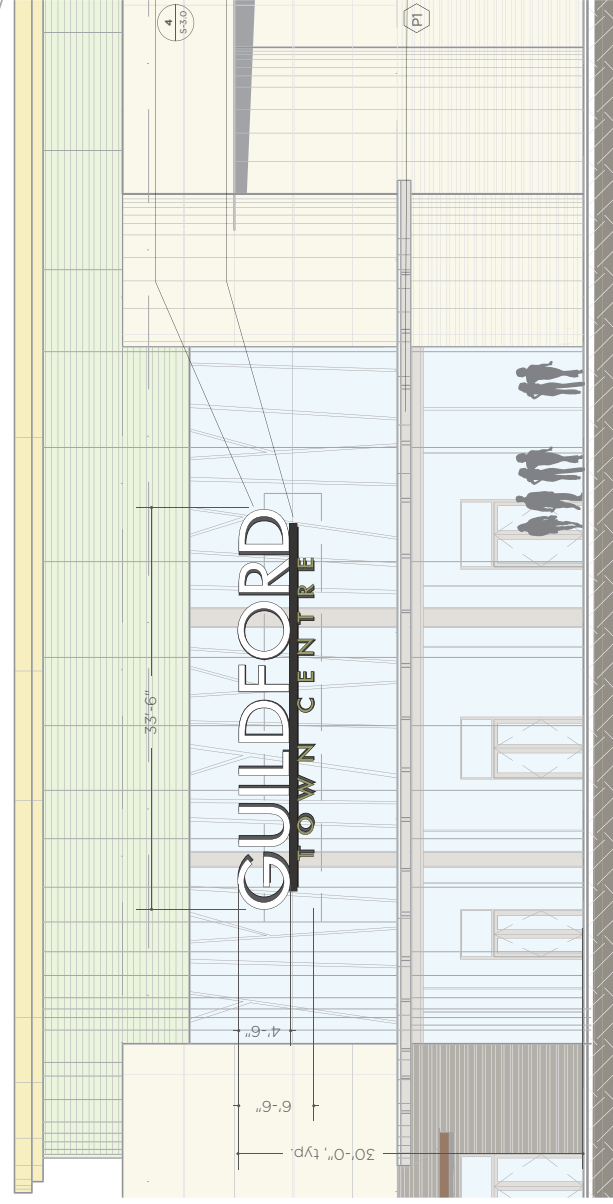 4
S-3.0
P1
33'-6"
GUILDFORD
TOWN CENTRE
4'-6"
6'-6"
30'-0", typ.